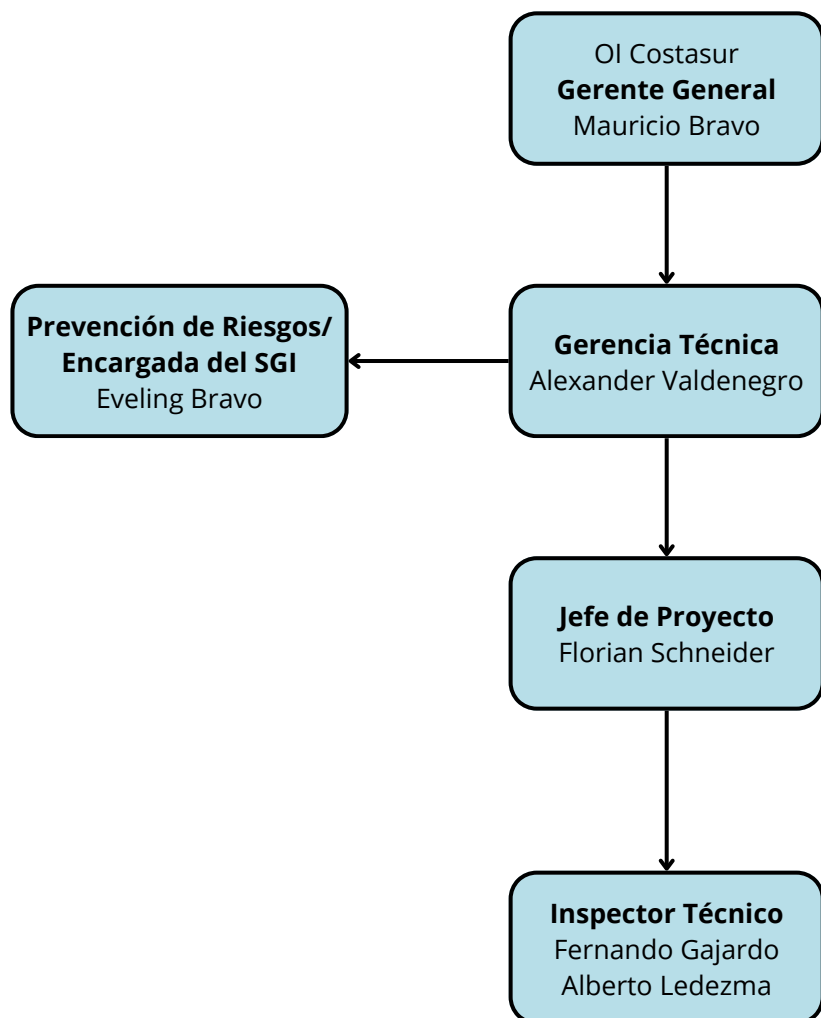 OI Costasur
Gerente General
Mauricio Bravo
Prevención de Riesgos/
Encargada del SGI
Eveling Bravo
Gerencia Técnica
Alexander Valdenegro
Jefe de Proyecto
Florian Schneider
Inspector Técnico
Fernando Gajardo
Alberto Ledezma